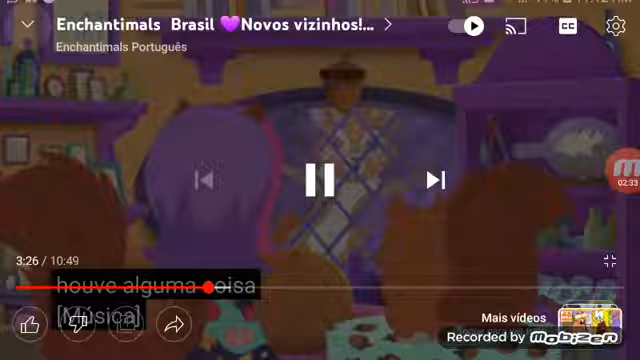 Enchantimals Brasil 💜Novos vizinhos!...
Enchantimals Português
CC
02:33
3:26 / 10:49
houve alguma coisa
[Música]
Mais vídeos
Recorded by Mobizen